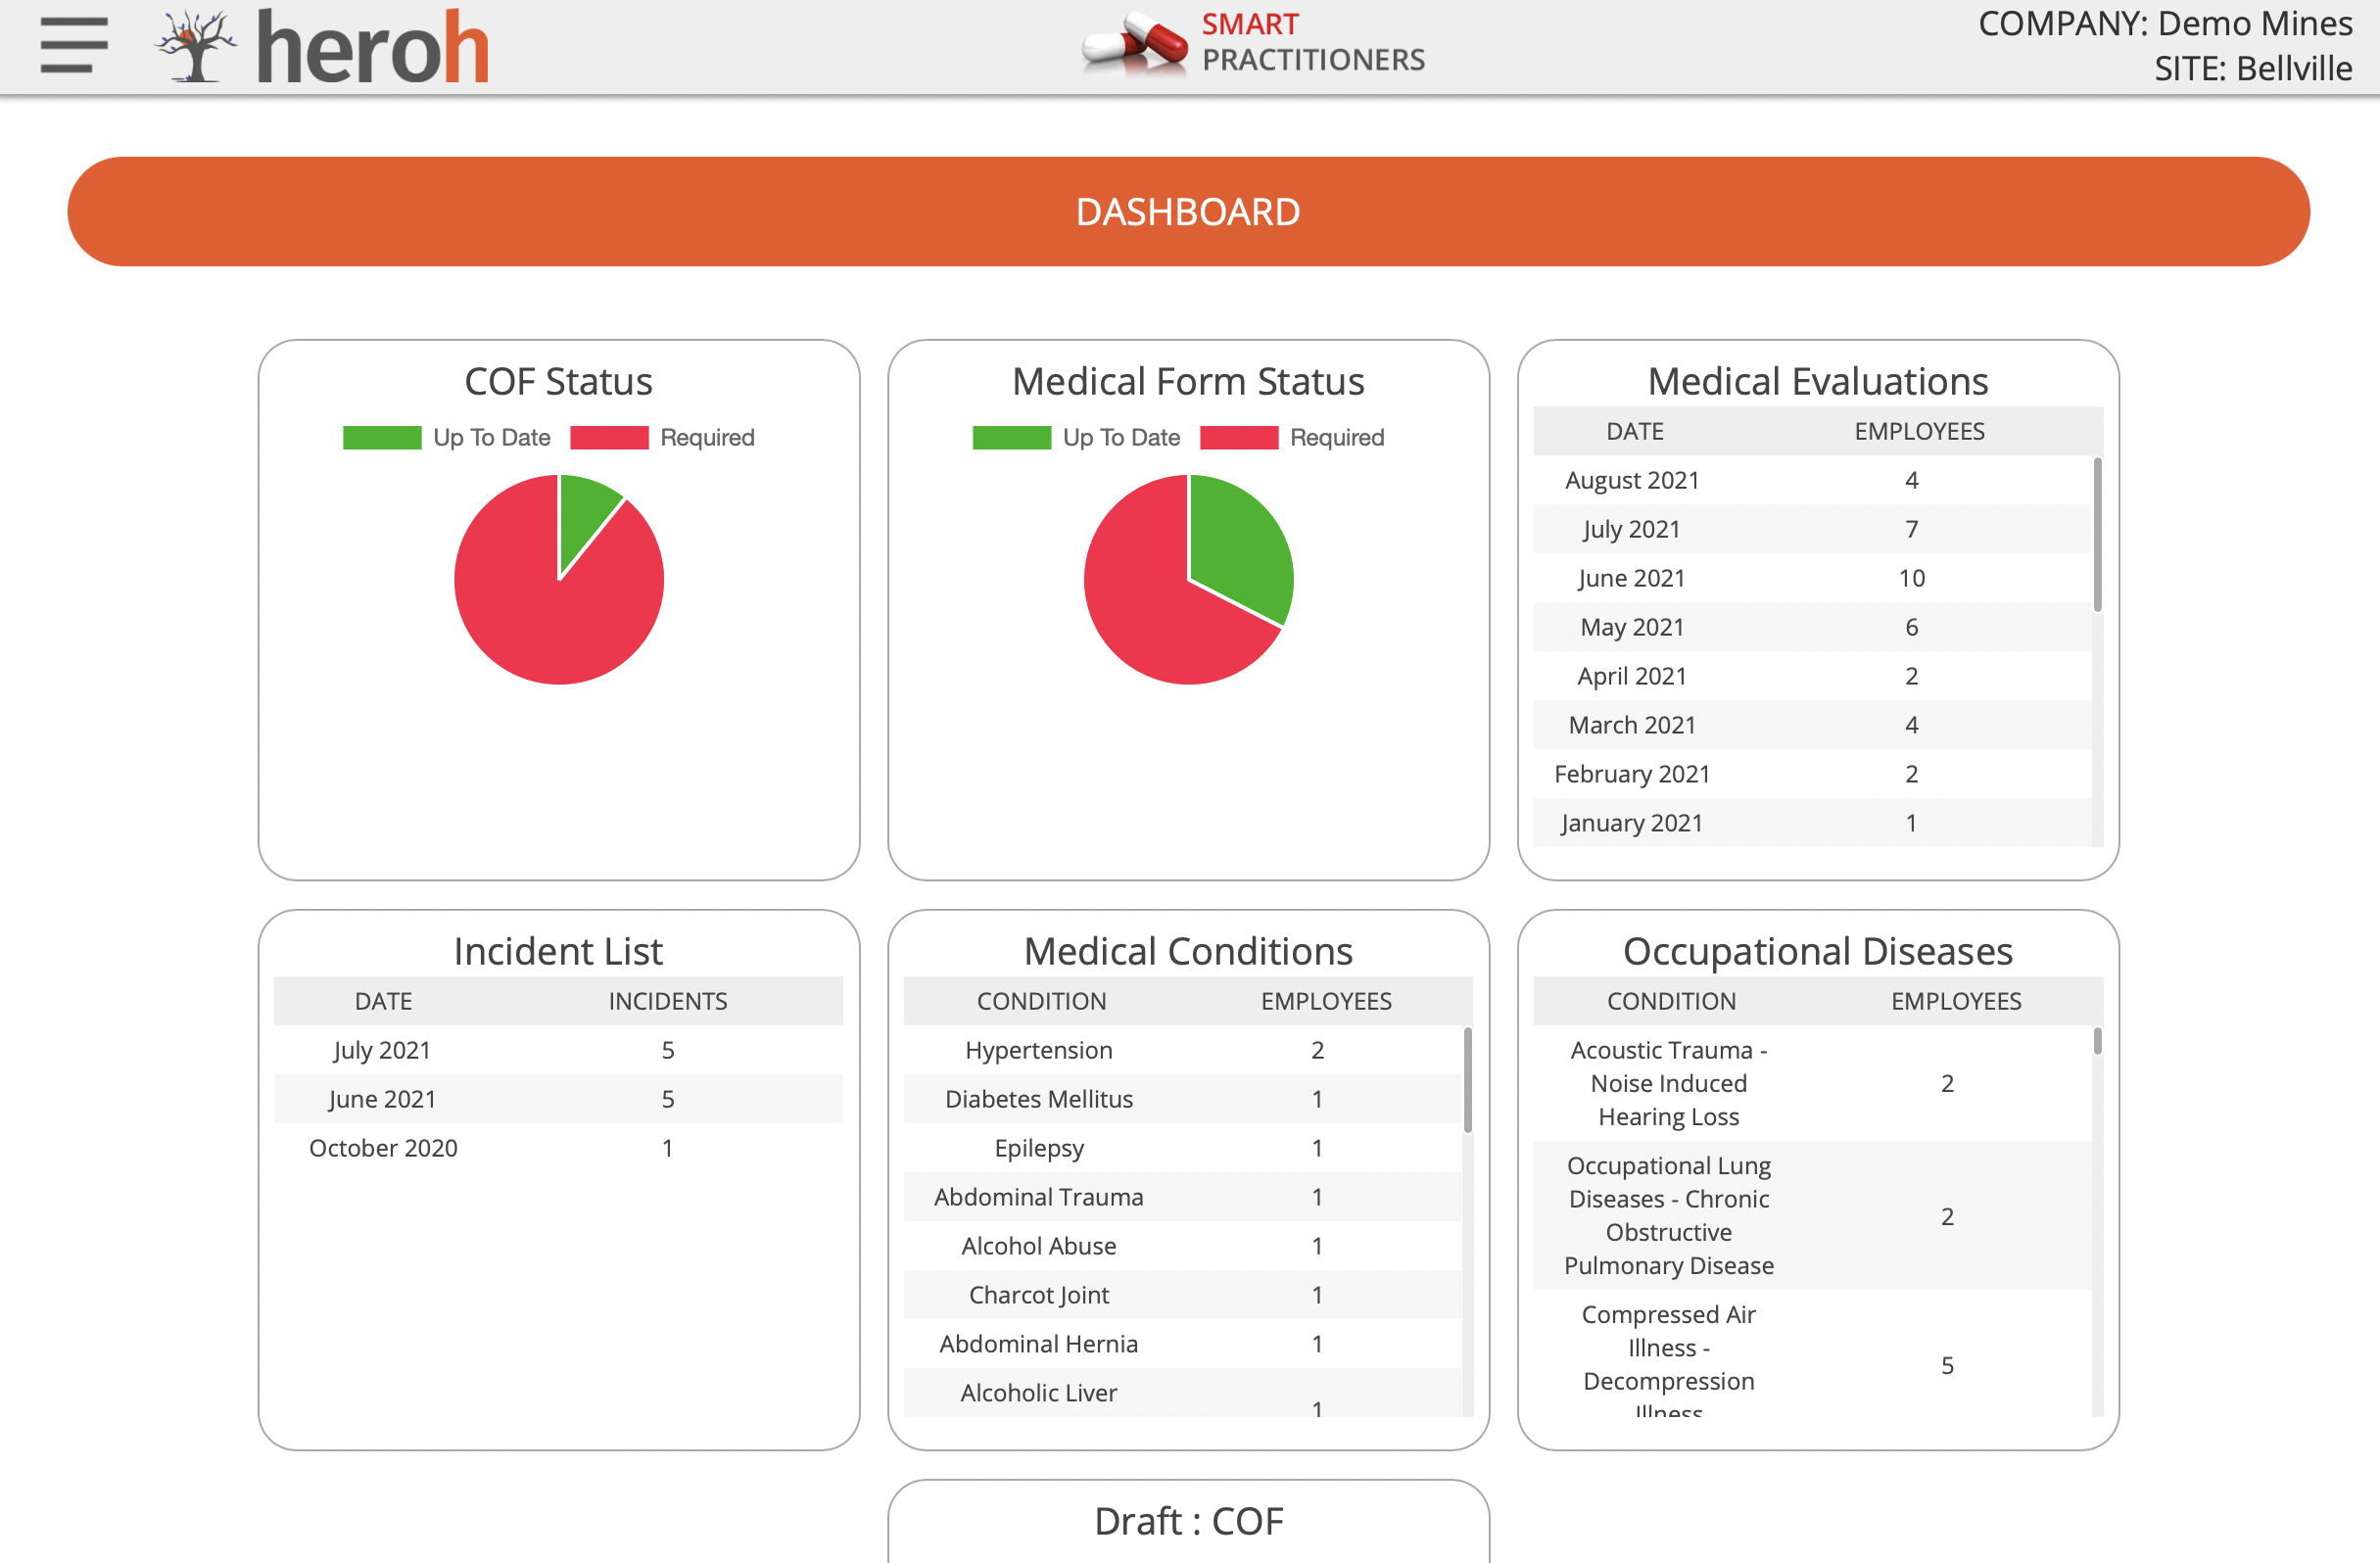 heroh
SMART
PRACTITIONERS
COMPANY: Demo Mines
SITE: Bellville
DASHBOARD
COF Status
Up To Date Required
Medical Form Status
Up To Date Required
Medical Evaluations
DATE EMPLOYEES
August 2021 4
July 2021 7
June 2021 10
May 2021 6
April 2021 2
March 2021 4
February 2021 2
January 2021 1
Incident List
DATE INCIDENTS
July 2021 5
June 2021 5
October 2020 1
Medical Conditions
CONDITION EMPLOYEES
Hypertension 2
Diabetes Mellitus 1
Epilepsy 1
Abdominal Trauma 1
Alcohol Abuse 1
Charcot Joint 1
Abdominal Hernia 1
Alcoholic Liver
1
Occupational Diseases
CONDITION EMPLOYEES
Acoustic Trauma -
Noise Induced 2
Hearing Loss
Occupational Lung
Diseases - Chronic
2
Obstructive
Pulmonary Disease
Compressed Air
Illness -
5
Decompression
Illness
Draft : COF